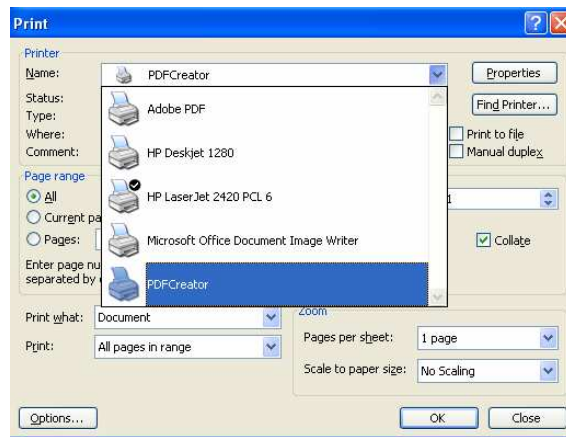 Print
Printer
Name: PDFCreator Properties
Status: Adobe PDF Find Printer...
Type:
Where: HP Deskjet 1280 Print to file
Comment: Manual duplex
Page range
All HP LaserJet 2420 PCL 6 1
Current pa
Pages: Microsoft Office Document Image Writer Collate
Enter page nu
separated by PDFCreator
Zoom
Print what: Document
Pages per sheet: 1 page
Print: All pages in range
Scale to paper size: No Scaling
Options... OK Close